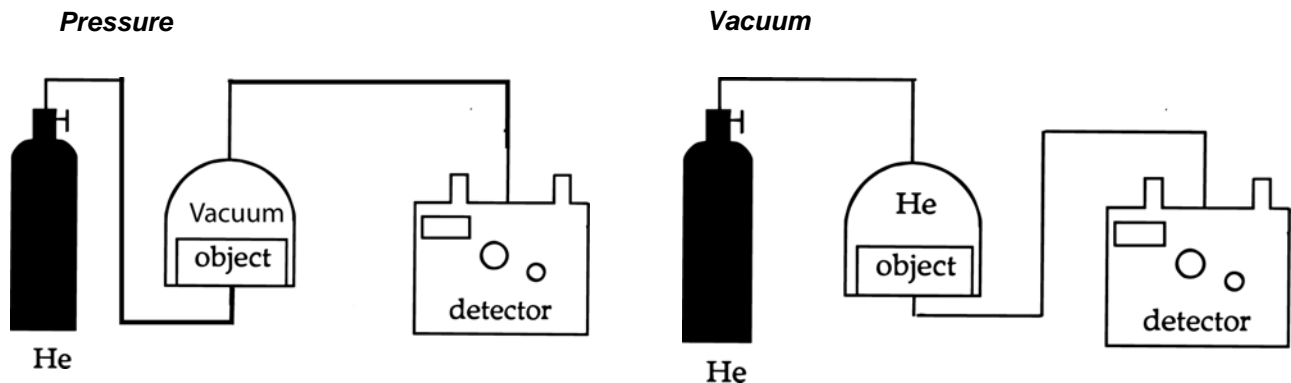 Pressure
Vacuum
Vacuum
object
detector
He
He
object
detector
He